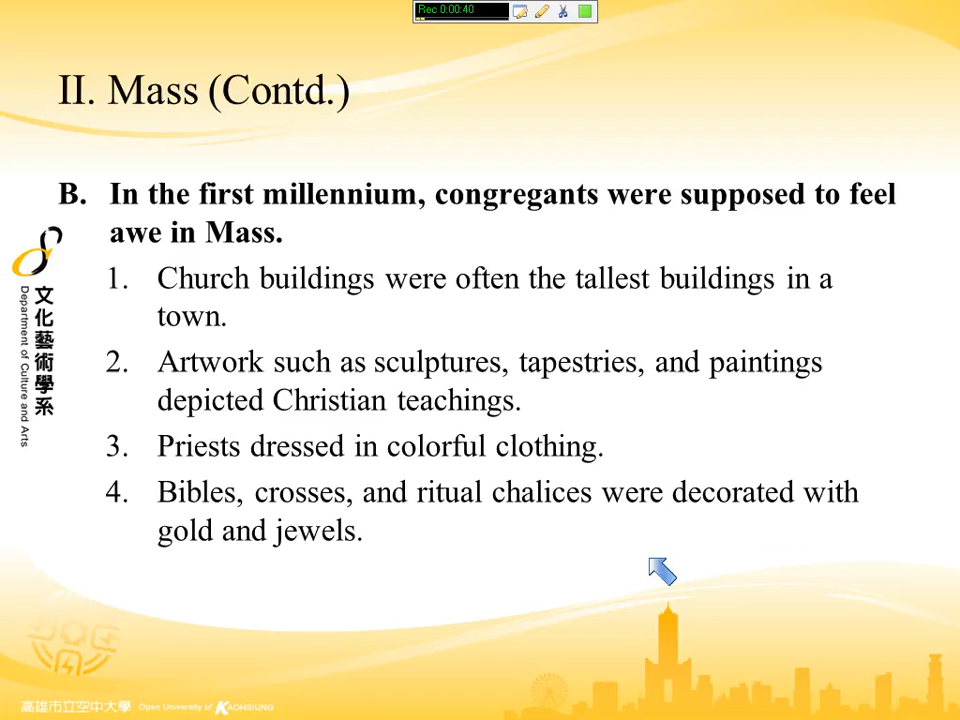 Rec 0:00:40
II. Mass (Contd.)
B. In the first millennium, congregants were supposed to feel
awe in Mass.
1. Church buildings were often the tallest buildings in a
town.
2. Artwork such as sculptures, tapestries, and paintings
depicted Christian teachings.
3. Priests dressed in colorful clothing.
4. Bibles, crosses, and ritual chalices were decorated with
gold and jewels.
文化藝術學系
Department of Culture and Arts
高雄市立空中大學 Open University of KAOHSIUNG